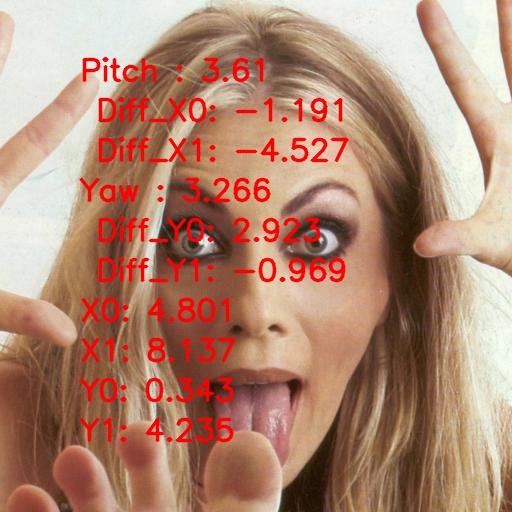 Pitch : 3.61
Diff_X0: -1.191
Diff_X1: -4.527
Yaw : 3.266
Diff_Y0: 2.923
Diff_Y1: -0.969
X0: 4.801
X1: 8.137
Y0: 0.343
Y1: 4.235